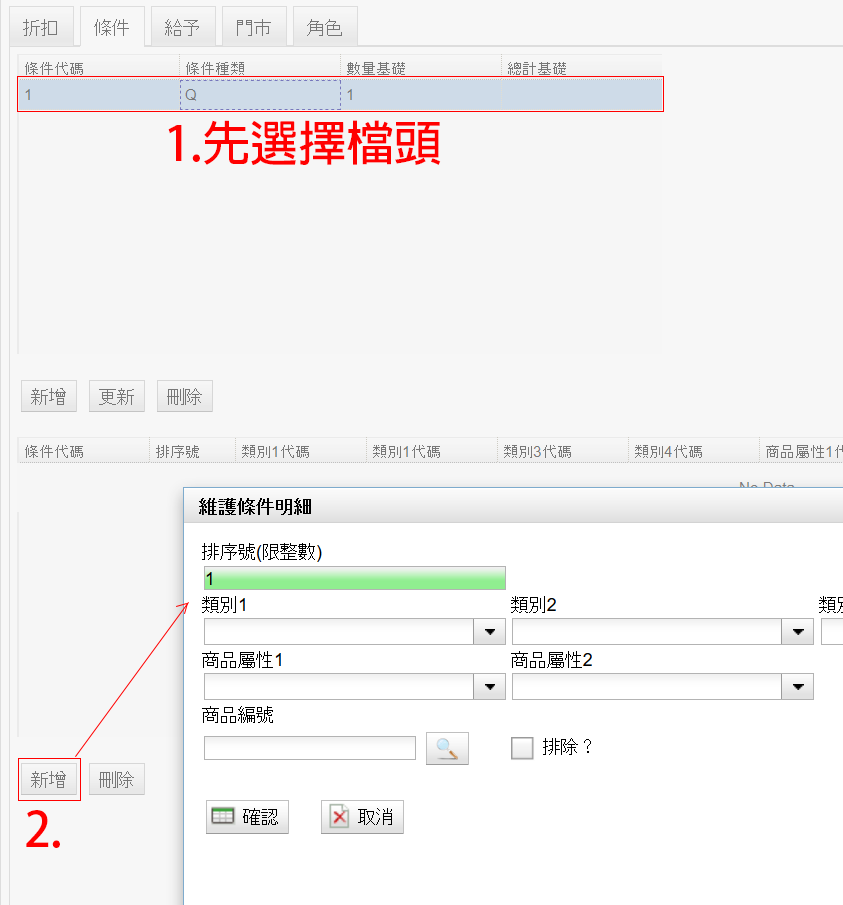 折扣 條件 給予 門市 角色
條件代碼 條件種類 數量基礎 總計基礎
1 Q 1
1.先選擇檔頭
新增 更新 刪除
條件代碼 排序號 類別1代碼 類別1代碼 類別3代碼 類別4代碼 商品屬性1代
No Data
維護條件明細
排序號(限整數)
1
類別1 類別2 類別
商品屬性1 商品屬性2
商品編號
排除？
新增 刪除
2.
確認 取消